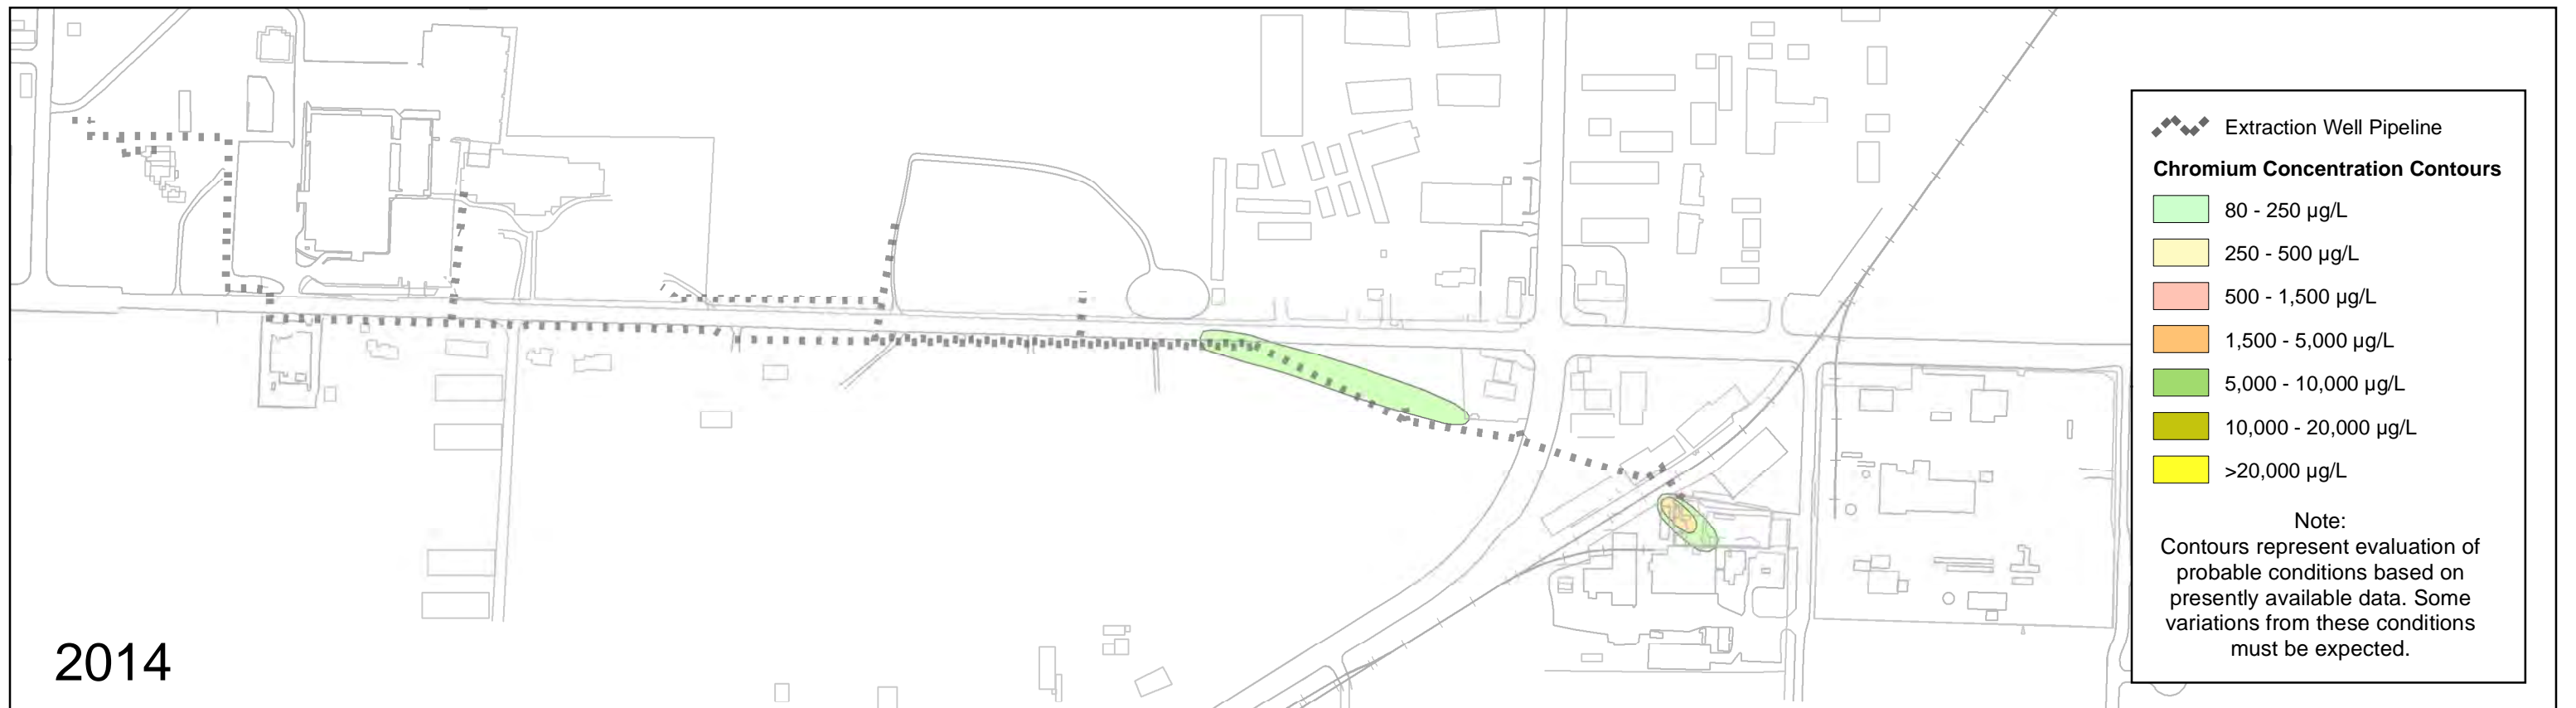 Extraction Well Pipeline
Chromium Concentration Contours
80 - 250 µg/L
250 - 500 µg/L
500 - 1,500 µg/L
1,500 - 5,000 µg/L
5,000 - 10,000 µg/L
10,000 - 20,000 µg/L
>20,000 µg/L
Note:
Contours represent evaluation of
probable conditions based on
presently available data. Some
variations from these conditions
must be expected.
2014